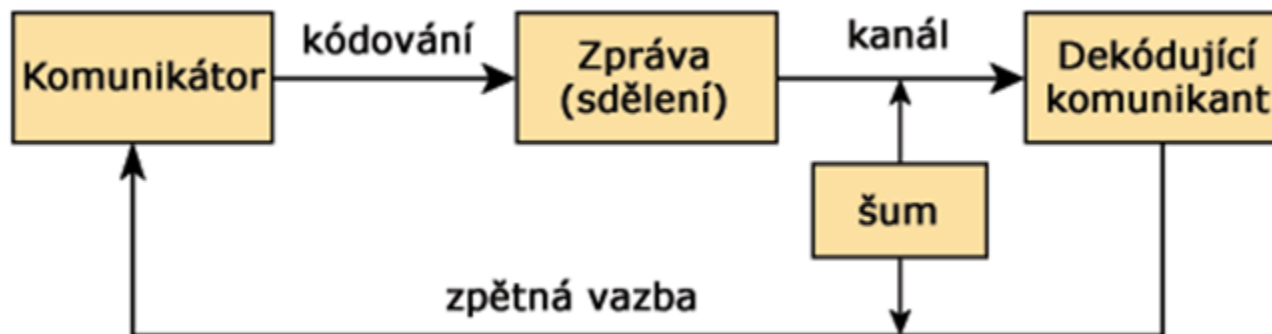 Komunikátor
kódování
Zpráva
(sdělení)
kanál
Dekódující
komunikant
šum
zpětná vazba